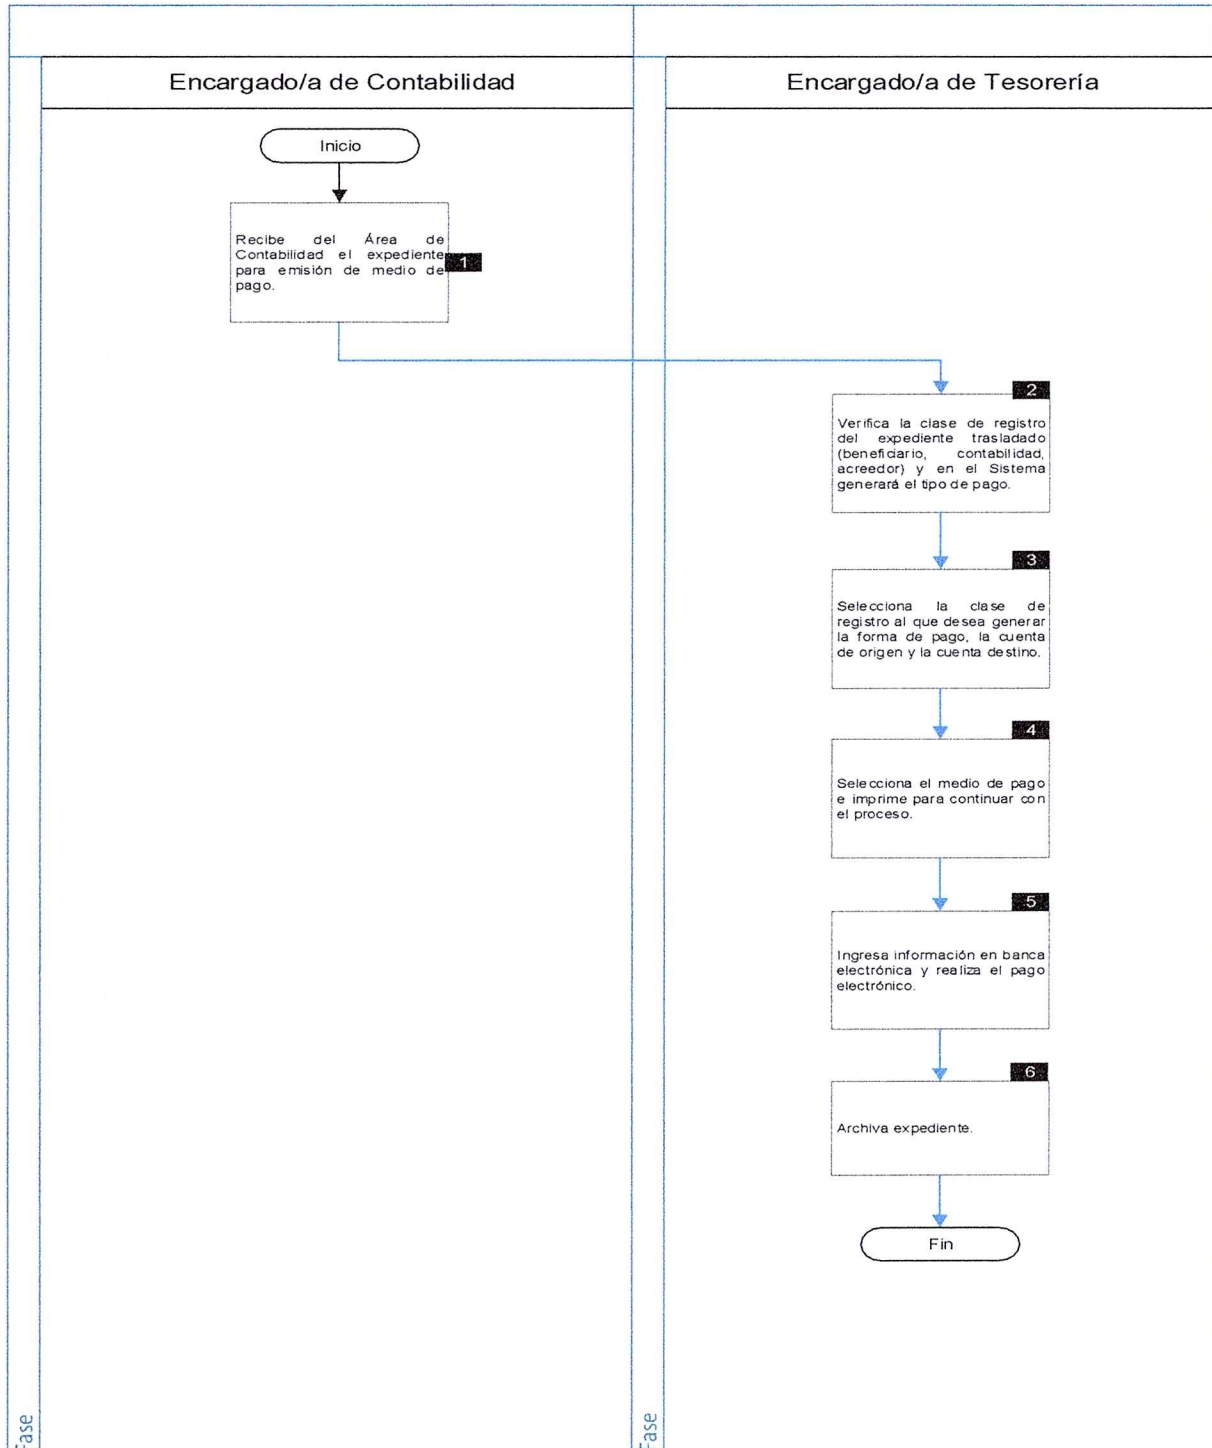 Encargado/a de Contabilidad
Encargado/a de Tesorería
Inicio
Recibe del Área de
Contabilidad el expediente
para emisión de medio de
pago.
1
2
Verifica la clase de registro
del expediente trasladado
(beneficiario, contabilidad,
acreedor) y en el Sistema
generará el tipo de pago.
3
Selecciona la clase de
registro al que desea generar
la forma de pago, la cuenta
de origen y la cuenta destino.
4
Selecciona el medio de pago
e imprime para continuar con
el proceso.
5
Ingresa información en banca
electrónica y realiza el pago
electrónico.
6
Archiva expediente.
Fin
Fase
Fase